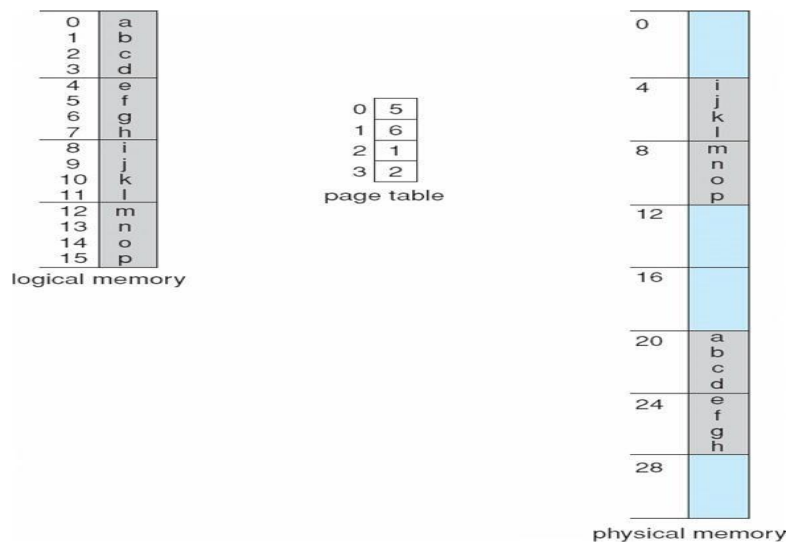 0 a
1 b
2 c
3 d
4 e
5 f
6 g
7 h
8 i
9 j
10 k
11 l
12 m
13 n
14 o
15 p
logical memory
0 5
1 6
2 1
3 2
page table
0
4 i
j
k
l
8 m
n
o
p
12
16
20 a
b
c
d
24 e
f
g
h
28
physical memory